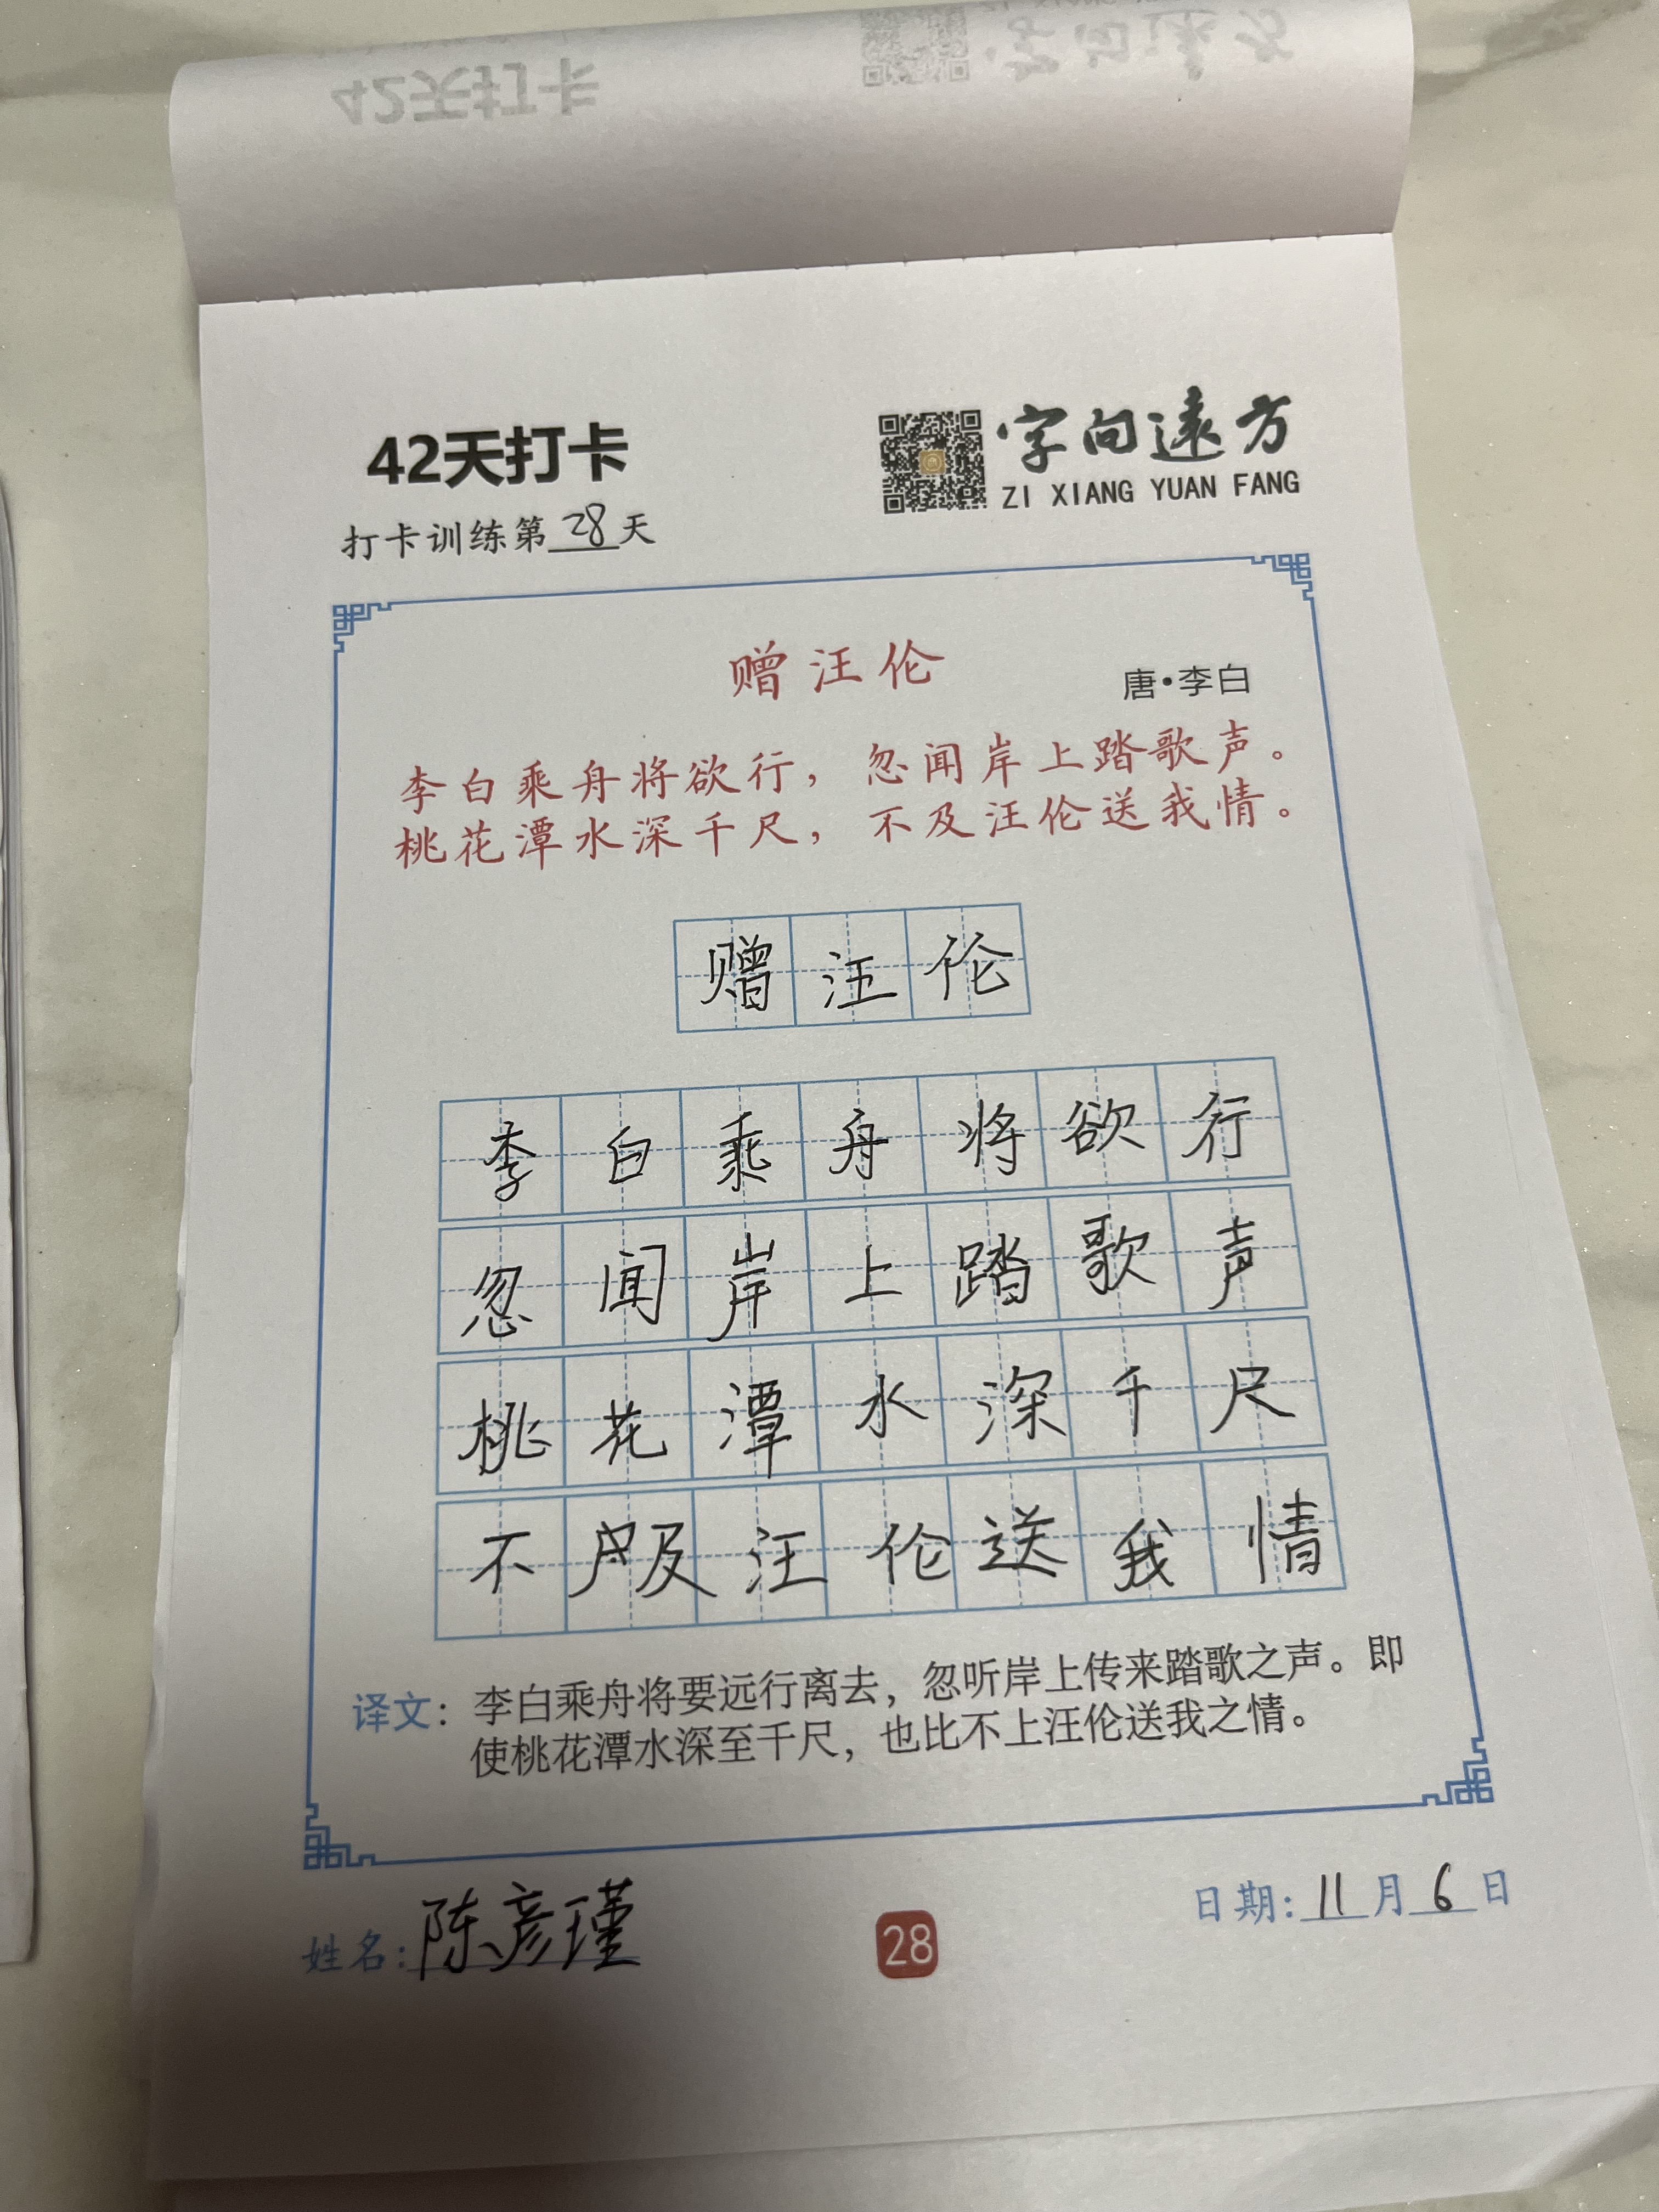 42天打卡
字向遠方
ZI XIANG YUAN FANG
打卡训练第28天
赠汪伦
唐·李白
李白乘舟将欲行，忽闻岸上踏歌声。
桃花潭水深千尺，不及汪伦送我情。
赠汪伦
李白乘舟将欲行
忽闻岸上踏歌声
桃花潭水深千尺
不及汪伦送我情
译文：李白乘舟将要远行离去，忽听岸上传来踏歌之声。即
使桃花潭水深至千尺，也比不上汪伦送我之情。
姓名：陈彦瑾
28
日期：11月6日